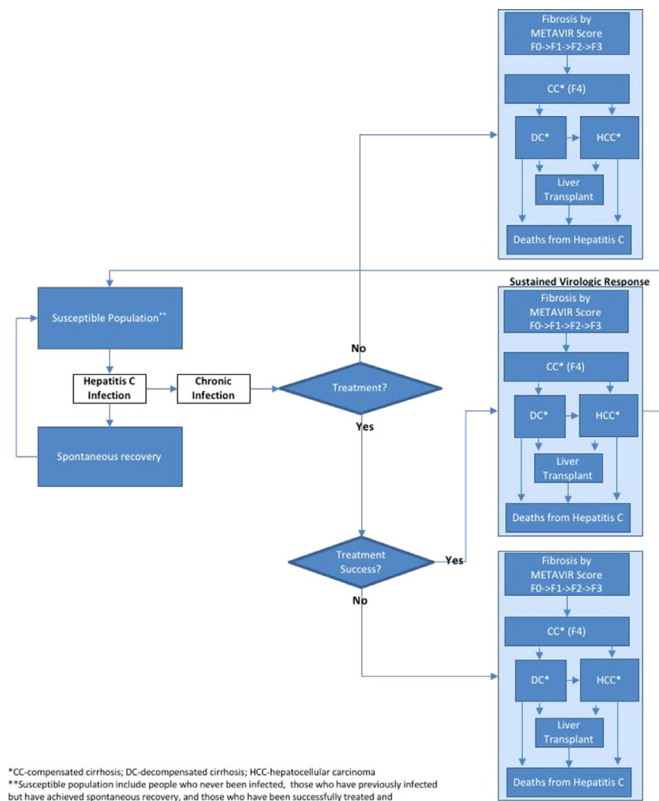 Fibrosis by
METAVIR Score
F0->F1->F2->F3
CC* (F4)
DC*
HCC*
Liver
Transplant
Deaths from Hepatitis C
Sustained Virologic Response
Susceptible Population**
Hepatitis C
Infection
Chronic
Infection
Spontaneous recovery
No
Treatment?
Yes
Fibrosis by
METAVIR Score
F0->F1->F2->F3
CC* (F4)
DC*
HCC*
Liver
Transplant
Deaths from Hepatitis C
Treatment
Success?
Yes
No
Fibrosis by
METAVIR Score
F0->F1->F2->F3
CC* (F4)
DC*
HCC*
Liver
Transplant
Deaths from Hepatitis C
*CC-compensated cirrhosis; DC-decompensated cirrhosis; HCC-hepatocellular carcinoma
**Susceptible population include people who never been infected, those who have previously infected
but have achieved spontaneous recovery, and those who have been successfully treated and